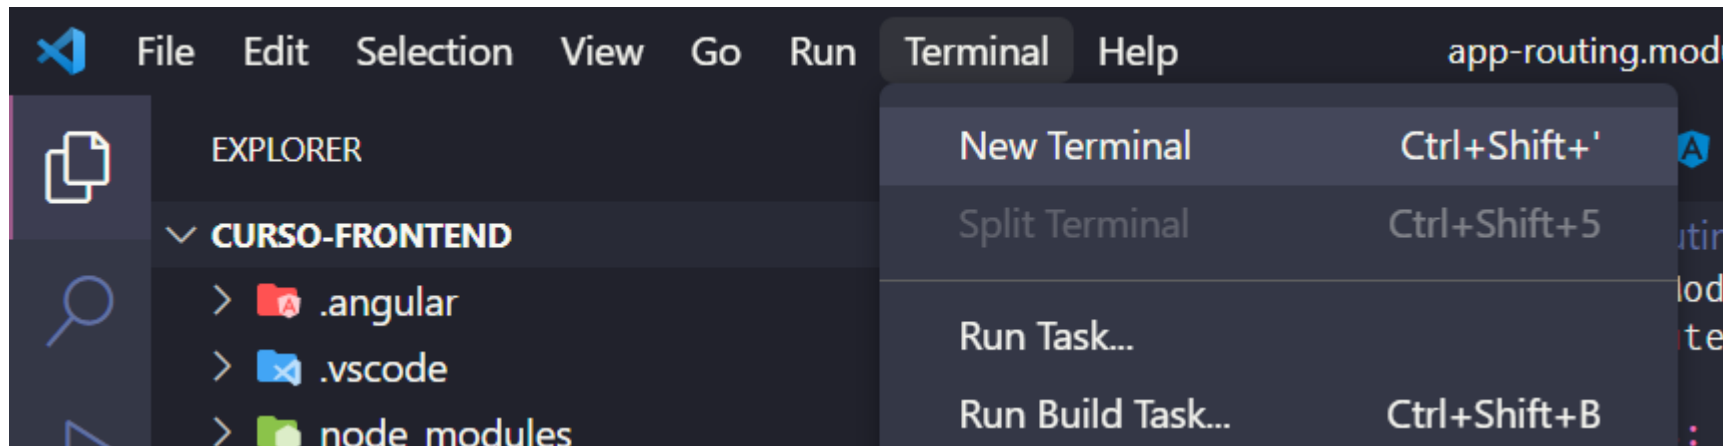 File Edit Selection View Go Run Terminal Help app-routing.mod
EXPLORER
New Terminal Ctrl+Shift+'
CURSO-FRONTEND
Split Terminal Ctrl+Shift+5
.angular
.vscode
Run Task...
node_modules
Run Build Task... Ctrl+Shift+B